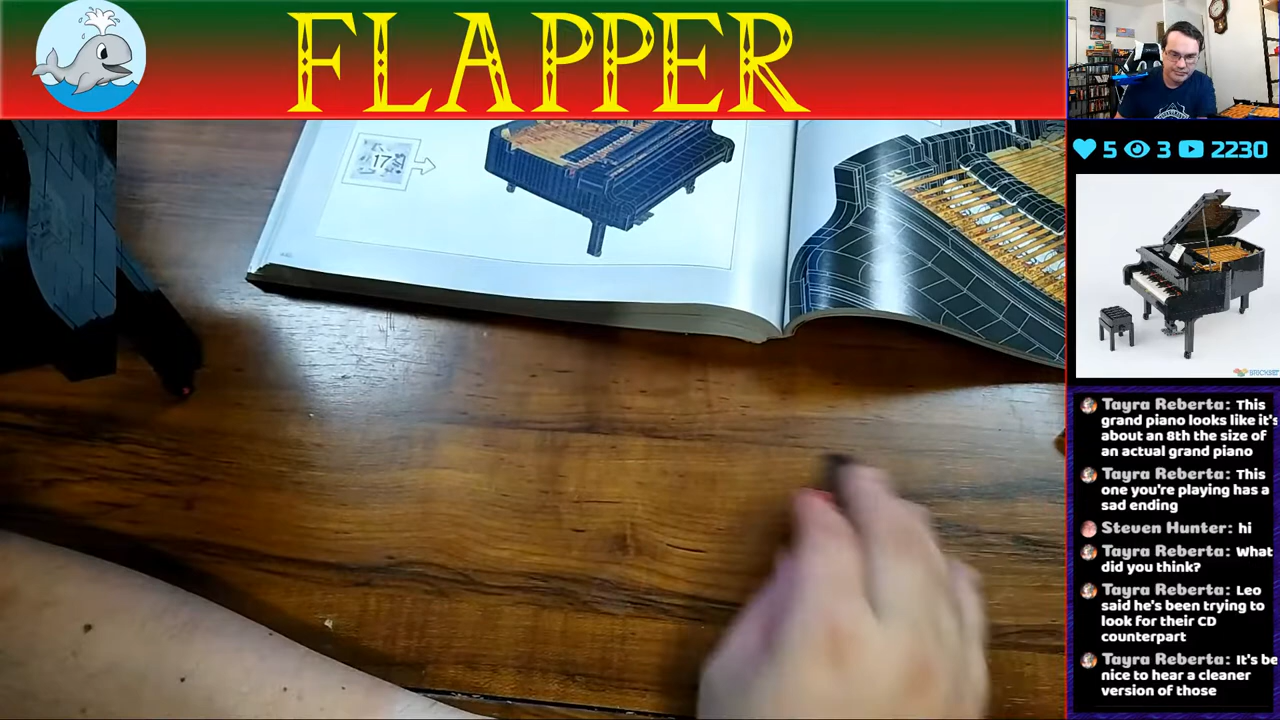 FLAPPER
5 3 2230
17
BRICKS
Tayra Reberta: This
grand piano looks like it's
about an 8th the size of
an actual grand piano
Tayra Reberta: This
one you're playing has a
sad ending
Steven Hunter: hi
Tayra Reberta: What
did you think?
Tayra Reberta: Leo
said he's been trying to
look for their CD
counterpart
Tayra Reberta: It's be
nice to hear a cleaner
version of those